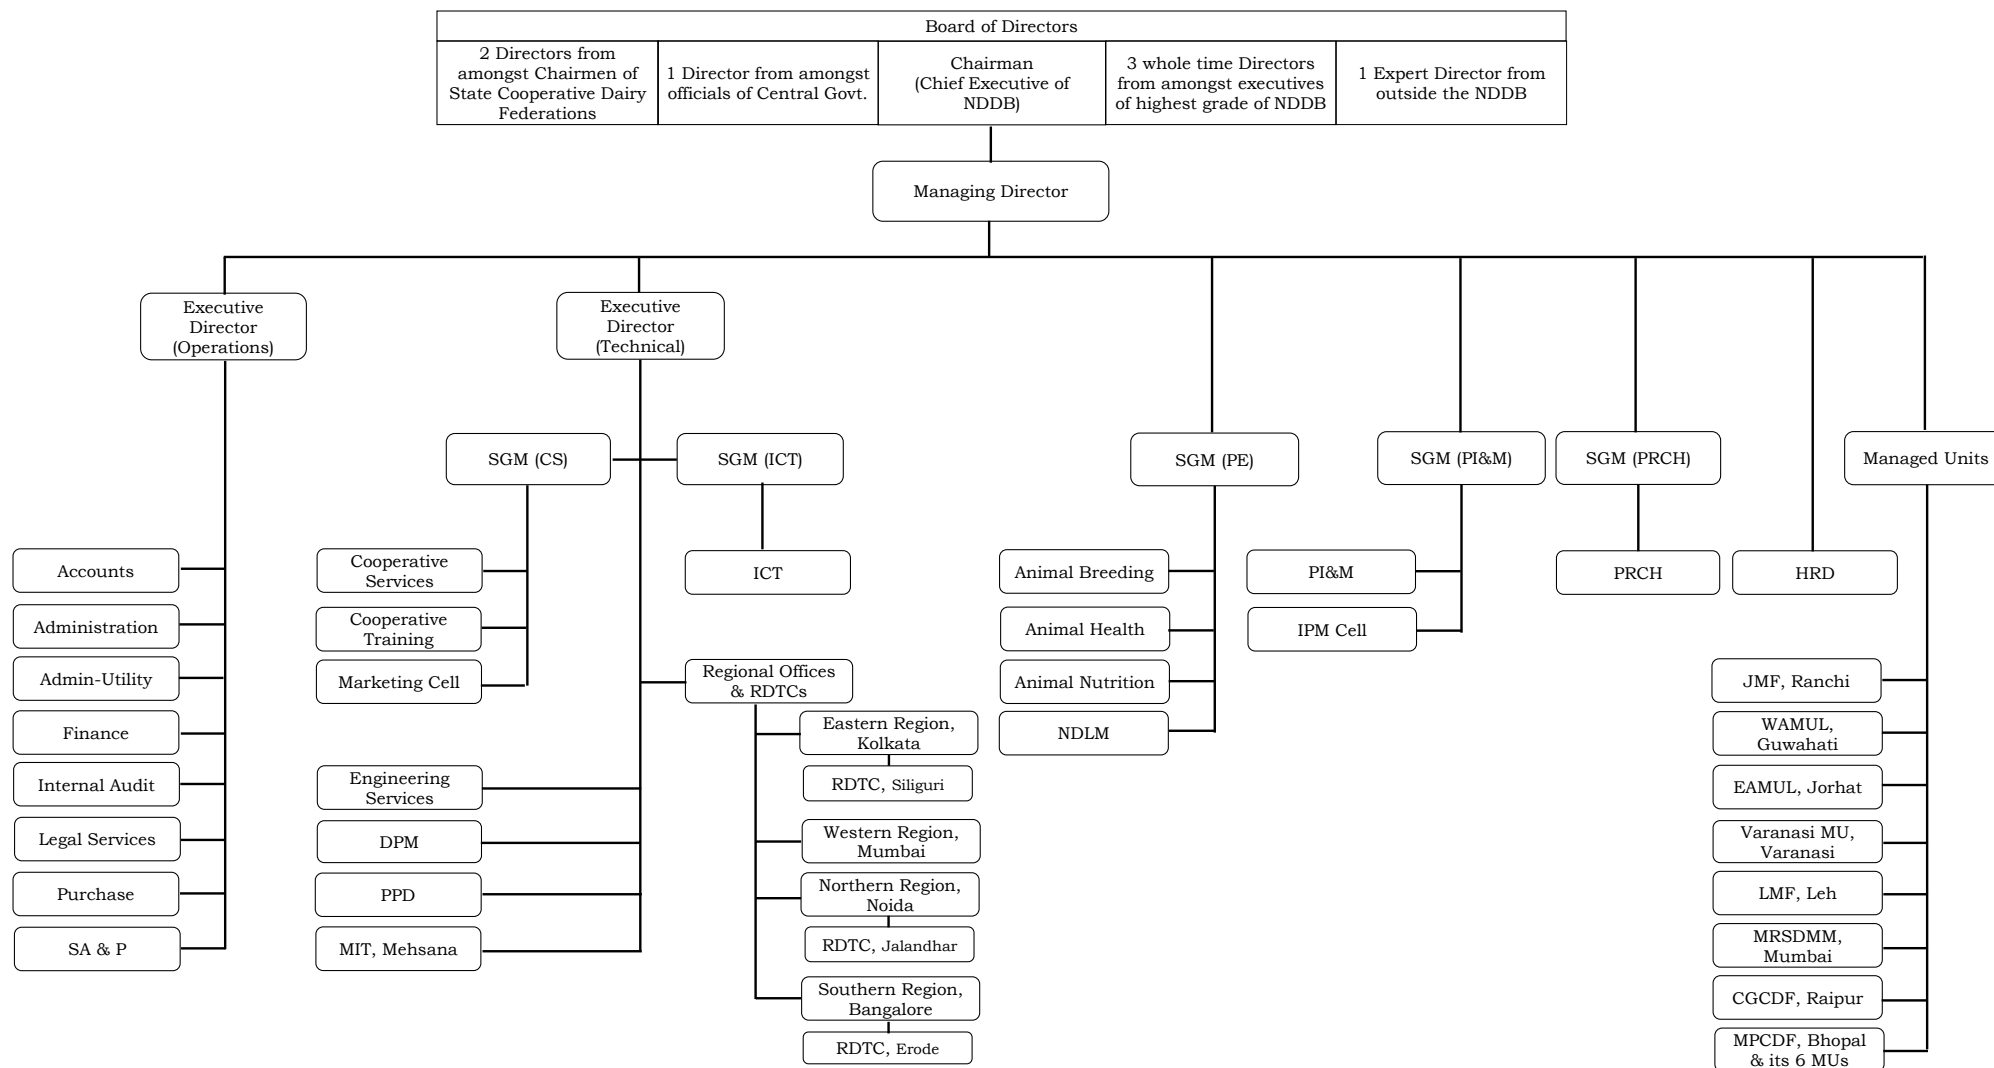 Board of Directors
2 Directors from
amongst Chairmen of
State Cooperative Dairy
Federations
1 Director from amongst
officials of Central Govt.
Chairman
(Chief Executive of
NDDB)
3 whole time Directors
from amongst executives
of highest grade of NDDB
1 Expert Director from
outside the NDDB
Managing Director
Executive
Director
(Operations)
Executive
Director
(Technical)
SGM (CS)
SGM (ICT)
SGM (PE)
SGM (PI&M)
SGM (PRCH)
Managed Units
Accounts
Administration
Admin-Utility
Finance
Internal Audit
Legal Services
Purchase
SA & P
Cooperative
Services
Cooperative
Training
Marketing Cell
Engineering
Services
DPM
PPD
MIT, Mehsana
ICT
Regional Offices
& RDTCs
Eastern Region,
Kolkata
RDTC, Siliguri
Western Region,
Mumbai
Northern Region,
Noida
RDTC, Jalandhar
Southern Region,
Bangalore
RDTC, Erode
Animal Breeding
Animal Health
Animal Nutrition
NDLM
PI&M
IPM Cell
PRCH
HRD
JMF, Ranchi
WAMUL,
Guwahati
EAMUL, Jorhat
Varanasi MU,
Varanasi
LMF, Leh
MRSDMM,
Mumbai
CGCDF, Raipur
MPCDF, Bhopal
& its 6 MUs